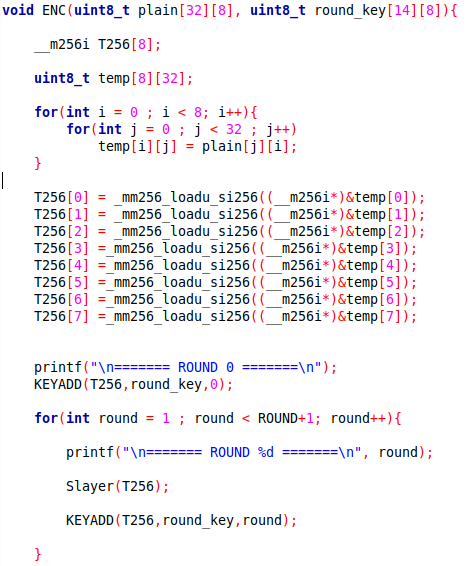 void ENC(uint8_t plain[32][8], uint8_t round_key[14][8]){
__m256i T256[8];
uint8_t temp[8][32];
for(int i = 0 ; i < 8; i++){
for(int j = 0 ; j < 32 ; j++)
temp[i][j] = plain[j][i];
}
T256[0] = _mm256_loadu_si256((__m256i*)&temp[0]);
T256[1] = _mm256_loadu_si256((__m256i*)&temp[1]);
T256[2] = _mm256_loadu_si256((__m256i*)&temp[2]);
T256[3] =_mm256_loadu_si256((__m256i*)&temp[3]);
T256[4] =_mm256_loadu_si256((__m256i*)&temp[4]);
T256[5] =_mm256_loadu_si256((__m256i*)&temp[5]);
T256[6] =_mm256_loadu_si256((__m256i*)&temp[6]);
T256[7] =_mm256_loadu_si256((__m256i*)&temp[7]);
printf("\n======= ROUND 0 =======\n");
KEYADD(T256,round_key,0);
for(int round = 1 ; round < ROUND+1; round++){
printf("\n======= ROUND %d =======\n", round);
Slayer(T256);
KEYADD(T256,round_key,round);
}